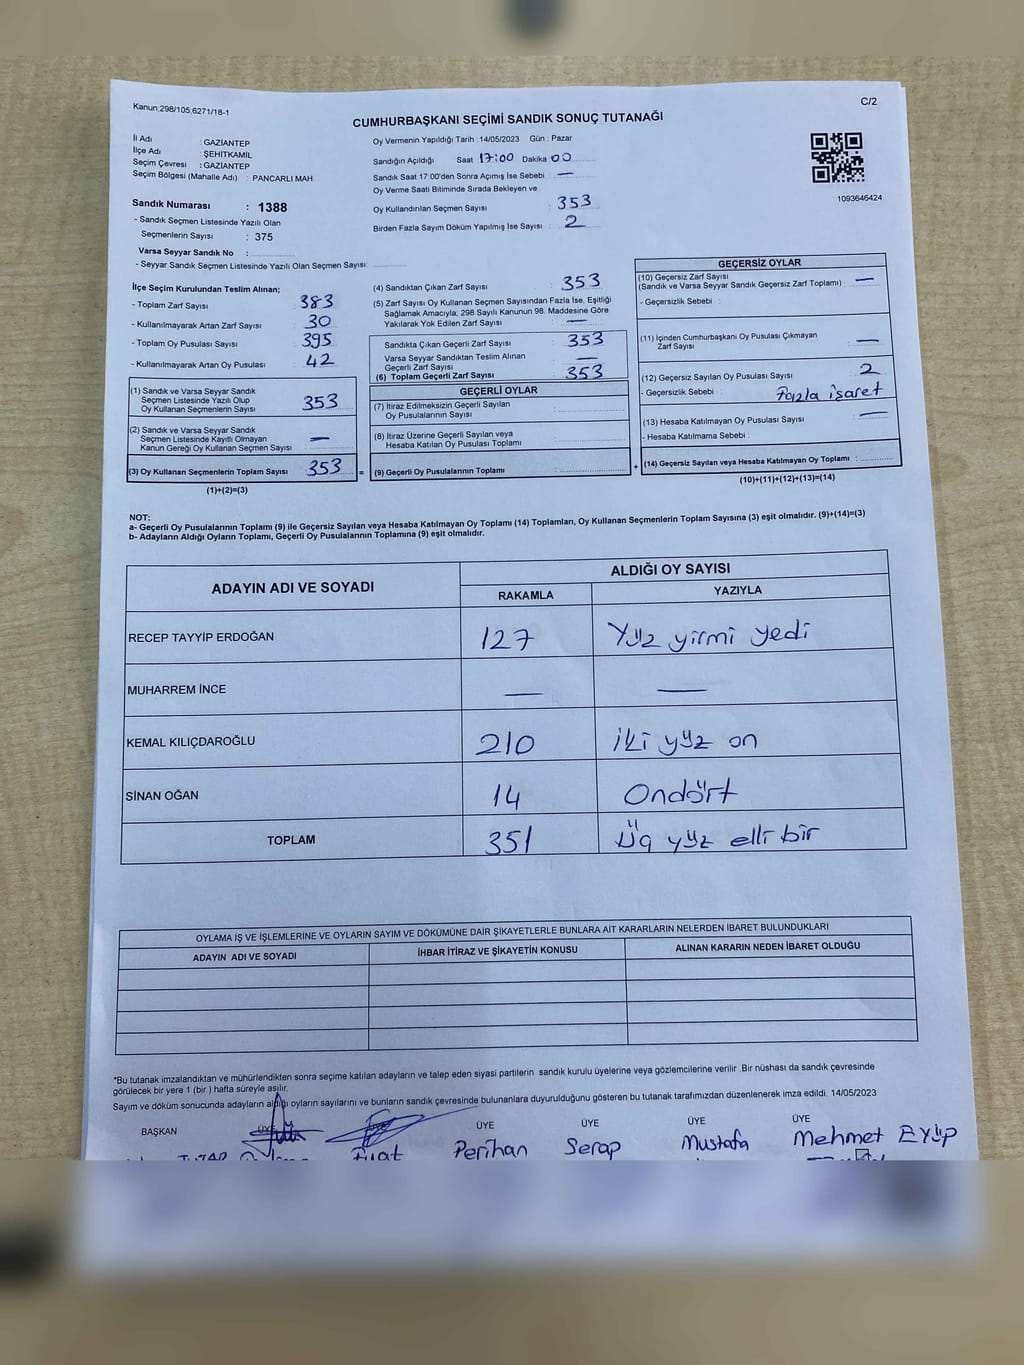 Kanun;298/105,6271/18-1
C/2
CUMHURBAŞKANI SEÇİMİ SANDIK SONUÇ TUTANAĞI
İl Adı : GAZİANTEP
İlçe Adı : ŞEHİTKAMİL
Seçim Çevresi : GAZİANTEP
Seçim Bölgesi (Mahalle Adı) : PANCARLI MAH.
Sandık Numarası : 1388
- Sandık Seçmen Listesinde Yazılı Olan
Seçmenlerin Sayısı : 375
Varsa Seyyar Sandık No :
- Seyyar Sandık Seçmen Listesinde Yazılı Olan Seçmen Sayısı:
Oy Vermenin Yapıldığı Tarih : 14/05/2023 Gün : Pazar
Sandığın Açıldığı Saat 17:00 Dakika 00
Sandık Saat 17:00'den Sonra Açımış İse Sebebi : —
Oy Verme Saati Bitiminde Sırada Bekleyen ve
Oy Kullandırılan Seçmen Sayısı : 353
Birden Fazla Sayım Döküm Yapılmış İse Sayısı : 2
1093646424
İlçe Seçim Kurulundan Teslim Alınan;
- Toplam Zarf Sayısı : 383
- Kullanılmayarak Artan Zarf Sayısı : 30
- Toplam Oy Pusulası Sayısı : 395
- Kullanılmayarak Artan Oy Pusulası : 42
(1) Sandık ve Varsa Seyyar Sandık
Seçmen Listesinde Yazılı Olup
Oy Kullanan Seçmenlerin Sayısı : 353
(2) Sandık ve Varsa Seyyar Sandık
Seçmen Listesinde Kayıtlı Olmayan
Kanun Gereği Oy Kullanan Seçmen Sayısı : —
(3) Oy Kullanan Seçmenlerin Toplam Sayısı : 353 =
(1)+(2)=(3)
(4) Sandıktan Çıkan Zarf Sayısı : 353
(5) Zarf Sayısı Oy Kullanan Seçmen Sayısından Fazla İse, Eşitliği
Sağlamak Amacıyla; 298 Sayılı Kanunun 98. Maddesine Göre
Yakılarak Yok Edilen Zarf Sayısı : —
Sandıkta Çıkan Geçerli Zarf Sayısı : 353
Varsa Seyyar Sandıktan Teslim Alınan
Geçerli Zarf Sayısı : —
(6) Toplam Geçerli Zarf Sayısı : 353
GEÇERLİ OYLAR
(7) İtiraz Edilmeksizin Geçerli Sayılan
Oy Pusulalarının Sayısı :
(8) İtiraz Üzerine Geçerli Sayılan veya
Hesaba Katılan Oy Pusulası Toplamı :
(9) Geçerli Oy Pusulalarının Toplamı : +
GEÇERSİZ OYLAR
(10) Geçersiz Zarf Sayısı
(Sandık ve Varsa Seyyar Sandık Geçersiz Zarf Toplamı) : —
- Geçersizlik Sebebi :
(11) İçinden Cumhurbaşkanı Oy Pusulası Çıkmayan
Zarf Sayısı : —
(12) Geçersiz Sayılan Oy Pusulası Sayısı : 2
- Geçersizlik Sebebi : Fazla işaret
(13) Hesaba Katılmayan Oy Pusulası Sayısı : —
- Hesaba Katılmama Sebebi :
(14) Geçersiz Sayılan veya Hesaba Katılmayan Oy Toplamı :
(10)+(11)+(12)+(13)=(14)
NOT:
a- Geçerli Oy Pusulalarının Toplamı (9) ile Geçersiz Sayılan veya Hesaba Katılmayan Oy Toplamı (14) Toplamları, Oy Kullanan Seçmenlerin Toplam Sayısına (3) eşit olmalıdır. (9)+(14)=(3)
b- Adayların Aldığı Oyların Toplamı, Geçerli Oy Pusulalarının Toplamına (9) eşit olmalıdır.
ADAYIN ADI VE SOYADI ALDIĞI OY SAYISI
RAKAMLA YAZIYLA
RECEP TAYYİP ERDOĞAN 127 Yüz yirmi yedi
MUHARREM İNCE — —
KEMAL KILIÇDAROĞLU 210 iki yüz on
SİNAN OĞAN 14 Ondört
TOPLAM 351 Üç yüz elli bir
OYLAMA İŞ VE İŞLEMLERİNE VE OYLARIN SAYIM VE DÖKÜMÜNE DAİR ŞİKAYETLERLE BUNLARA AİT KARARLARIN NELERDEN İBARET BULUNDUKLARI
ADAYIN ADI VE SOYADI İHBAR İTİRAZ VE ŞİKAYETİN KONUSU ALINAN KARARIN NEDEN İBARET OLDUĞU
*Bu tutanak imzalandıktan ve mühürlendikten sonra seçime katılan adayların ve talep eden siyasi partilerin sandık kurulu üyelerine veya gözlemcilerine verilir .Bir nüshası da sandık çevresinde
görülecek bir yere 1 (bir ) hafta süreyle asılır.
Sayım ve döküm sonucunda adayların aldığı oyların sayılarını ve bunların sandık çevresinde bulunanlara duyurulduğunu gösteren bu tutanak tarafımızdan düzenlenerek imza edildi. 14/05/2023
BAŞKAN ÜYE ÜYE ÜYE ÜYE ÜYE ÜYE
Fuat Perihan Serap Mustafa Mehmet Eyüp